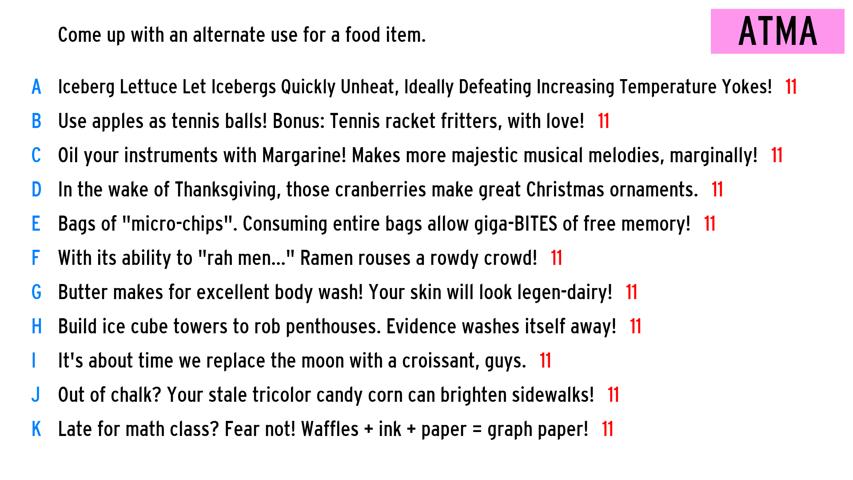 Come up with an alternate use for a food item.
ATMA
A Iceberg Lettuce Let Icebergs Quickly Unheat, Ideally Defeating Increasing Temperature Yokes! 11
B Use apples as tennis balls! Bonus: Tennis racket fritters, with love! 11
C Oil your instruments with Margarine! Makes more majestic musical melodies, marginally! 11
D In the wake of Thanksgiving, those cranberries make great Christmas ornaments. 11
E Bags of "micro-chips". Consuming entire bags allow giga-BITES of free memory! 11
F With its ability to "rah men..." Ramen rouses a rowdy crowd! 11
G Butter makes for excellent body wash! Your skin will look legen-dairy! 11
H Build ice cube towers to rob penthouses. Evidence washes itself away! 11
I It's about time we replace the moon with a croissant, guys. 11
J Out of chalk? Your stale tricolor candy corn can brighten sidewalks! 11
K Late for math class? Fear not! Waffles + ink + paper = graph paper! 11